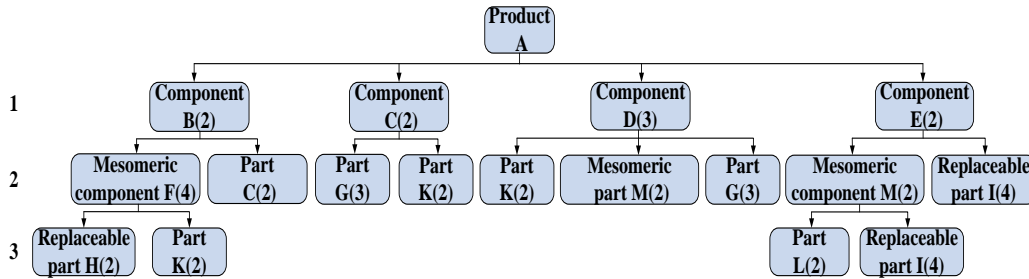 Product
A
1
Component
B(2)
Component
C(2)
Component
D(3)
Component
E(2)
2
Mesomeric
component F(4)
Part
C(2)
Part
G(3)
Part
K(2)
Part
K(2)
Mesomeric
part M(2)
Part
G(3)
Mesomeric
component M(2)
Replaceable
part I(4)
3
Replaceable
part H(2)
Part
K(2)
Part
L(2)
Replaceable
part I(4)